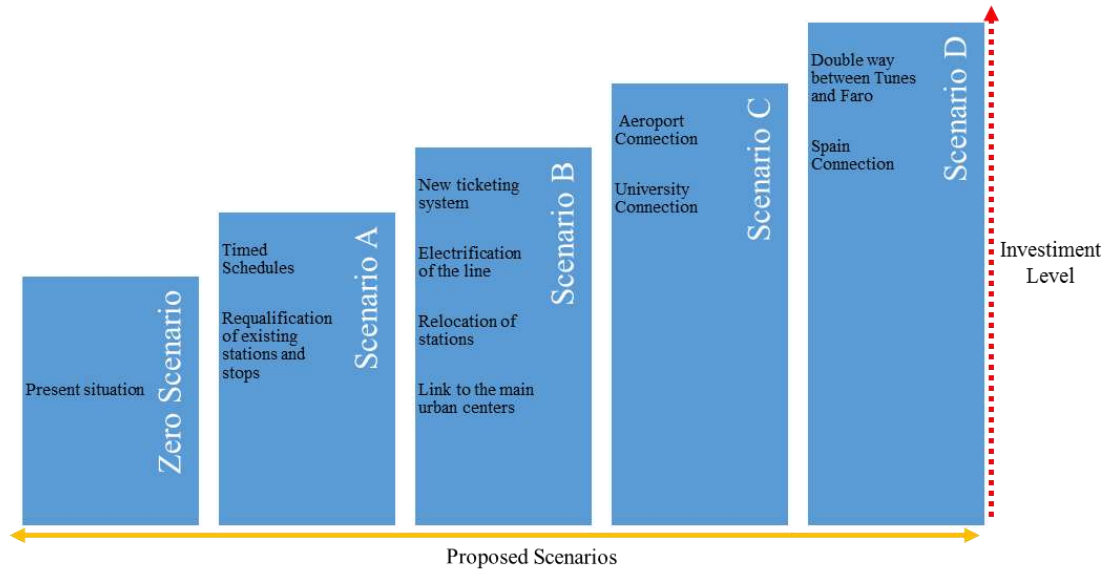 Present situation
Zero Scenario
Timed
Schedules
Requalification
of existing
stations and
stops
Scenario A
New ticketing
system
Electrification
of the line
Relocation of
stations
Link to the main
urban centers
Scenario B
Aeroport
Connection
University
Connection
Scenario C
Double way
between Tunes
and Faro
Spain
Connection
Scenario D
Investiment
Level
Proposed Scenarios